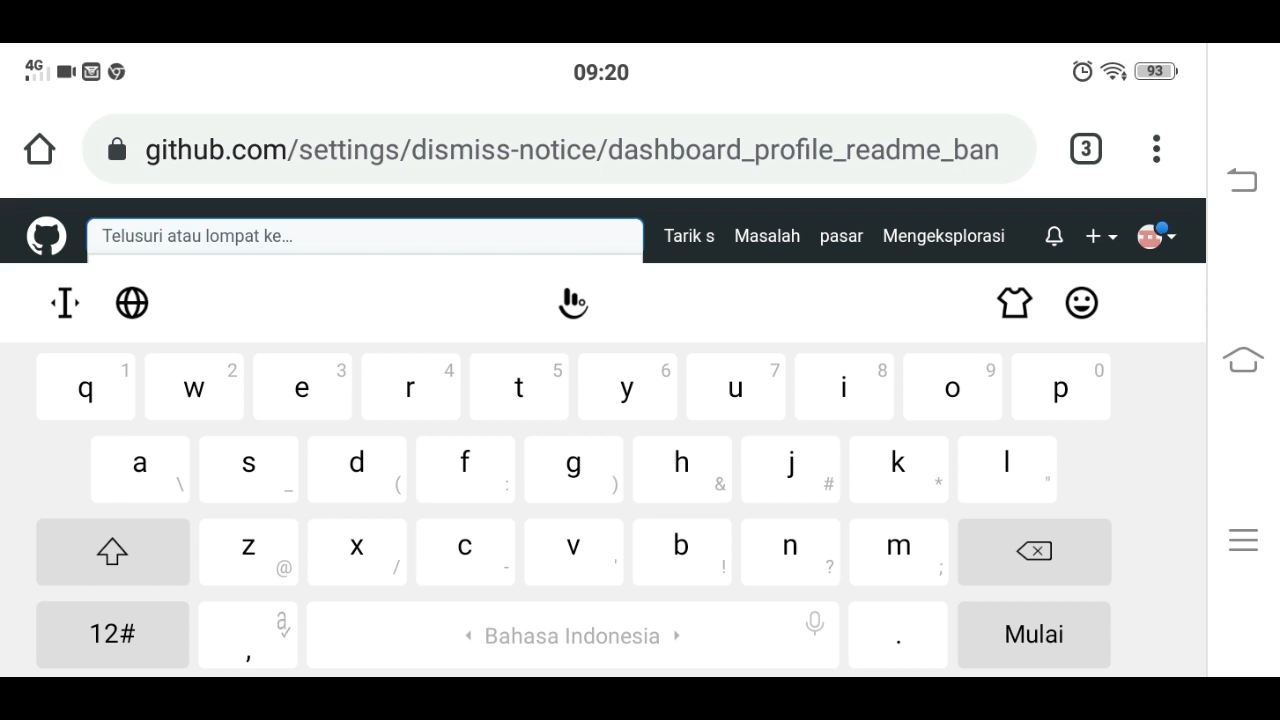 4G 09:20 93
github.com/settings/dismiss-notice/dashboard_profile_readme_ban 3
Telusuri atau lompat ke... Tarik s Masalah pasar Mengeksplorasi
q 1 w 2 e 3 r 4 t 5 y 6 u 7 i 8 o 9 p 0
a \ s _ d ( f : g ) h & j # k * l "
z @ x / c - v ' b ! n ? m ;
12# , a Bahasa Indonesia . Mulai